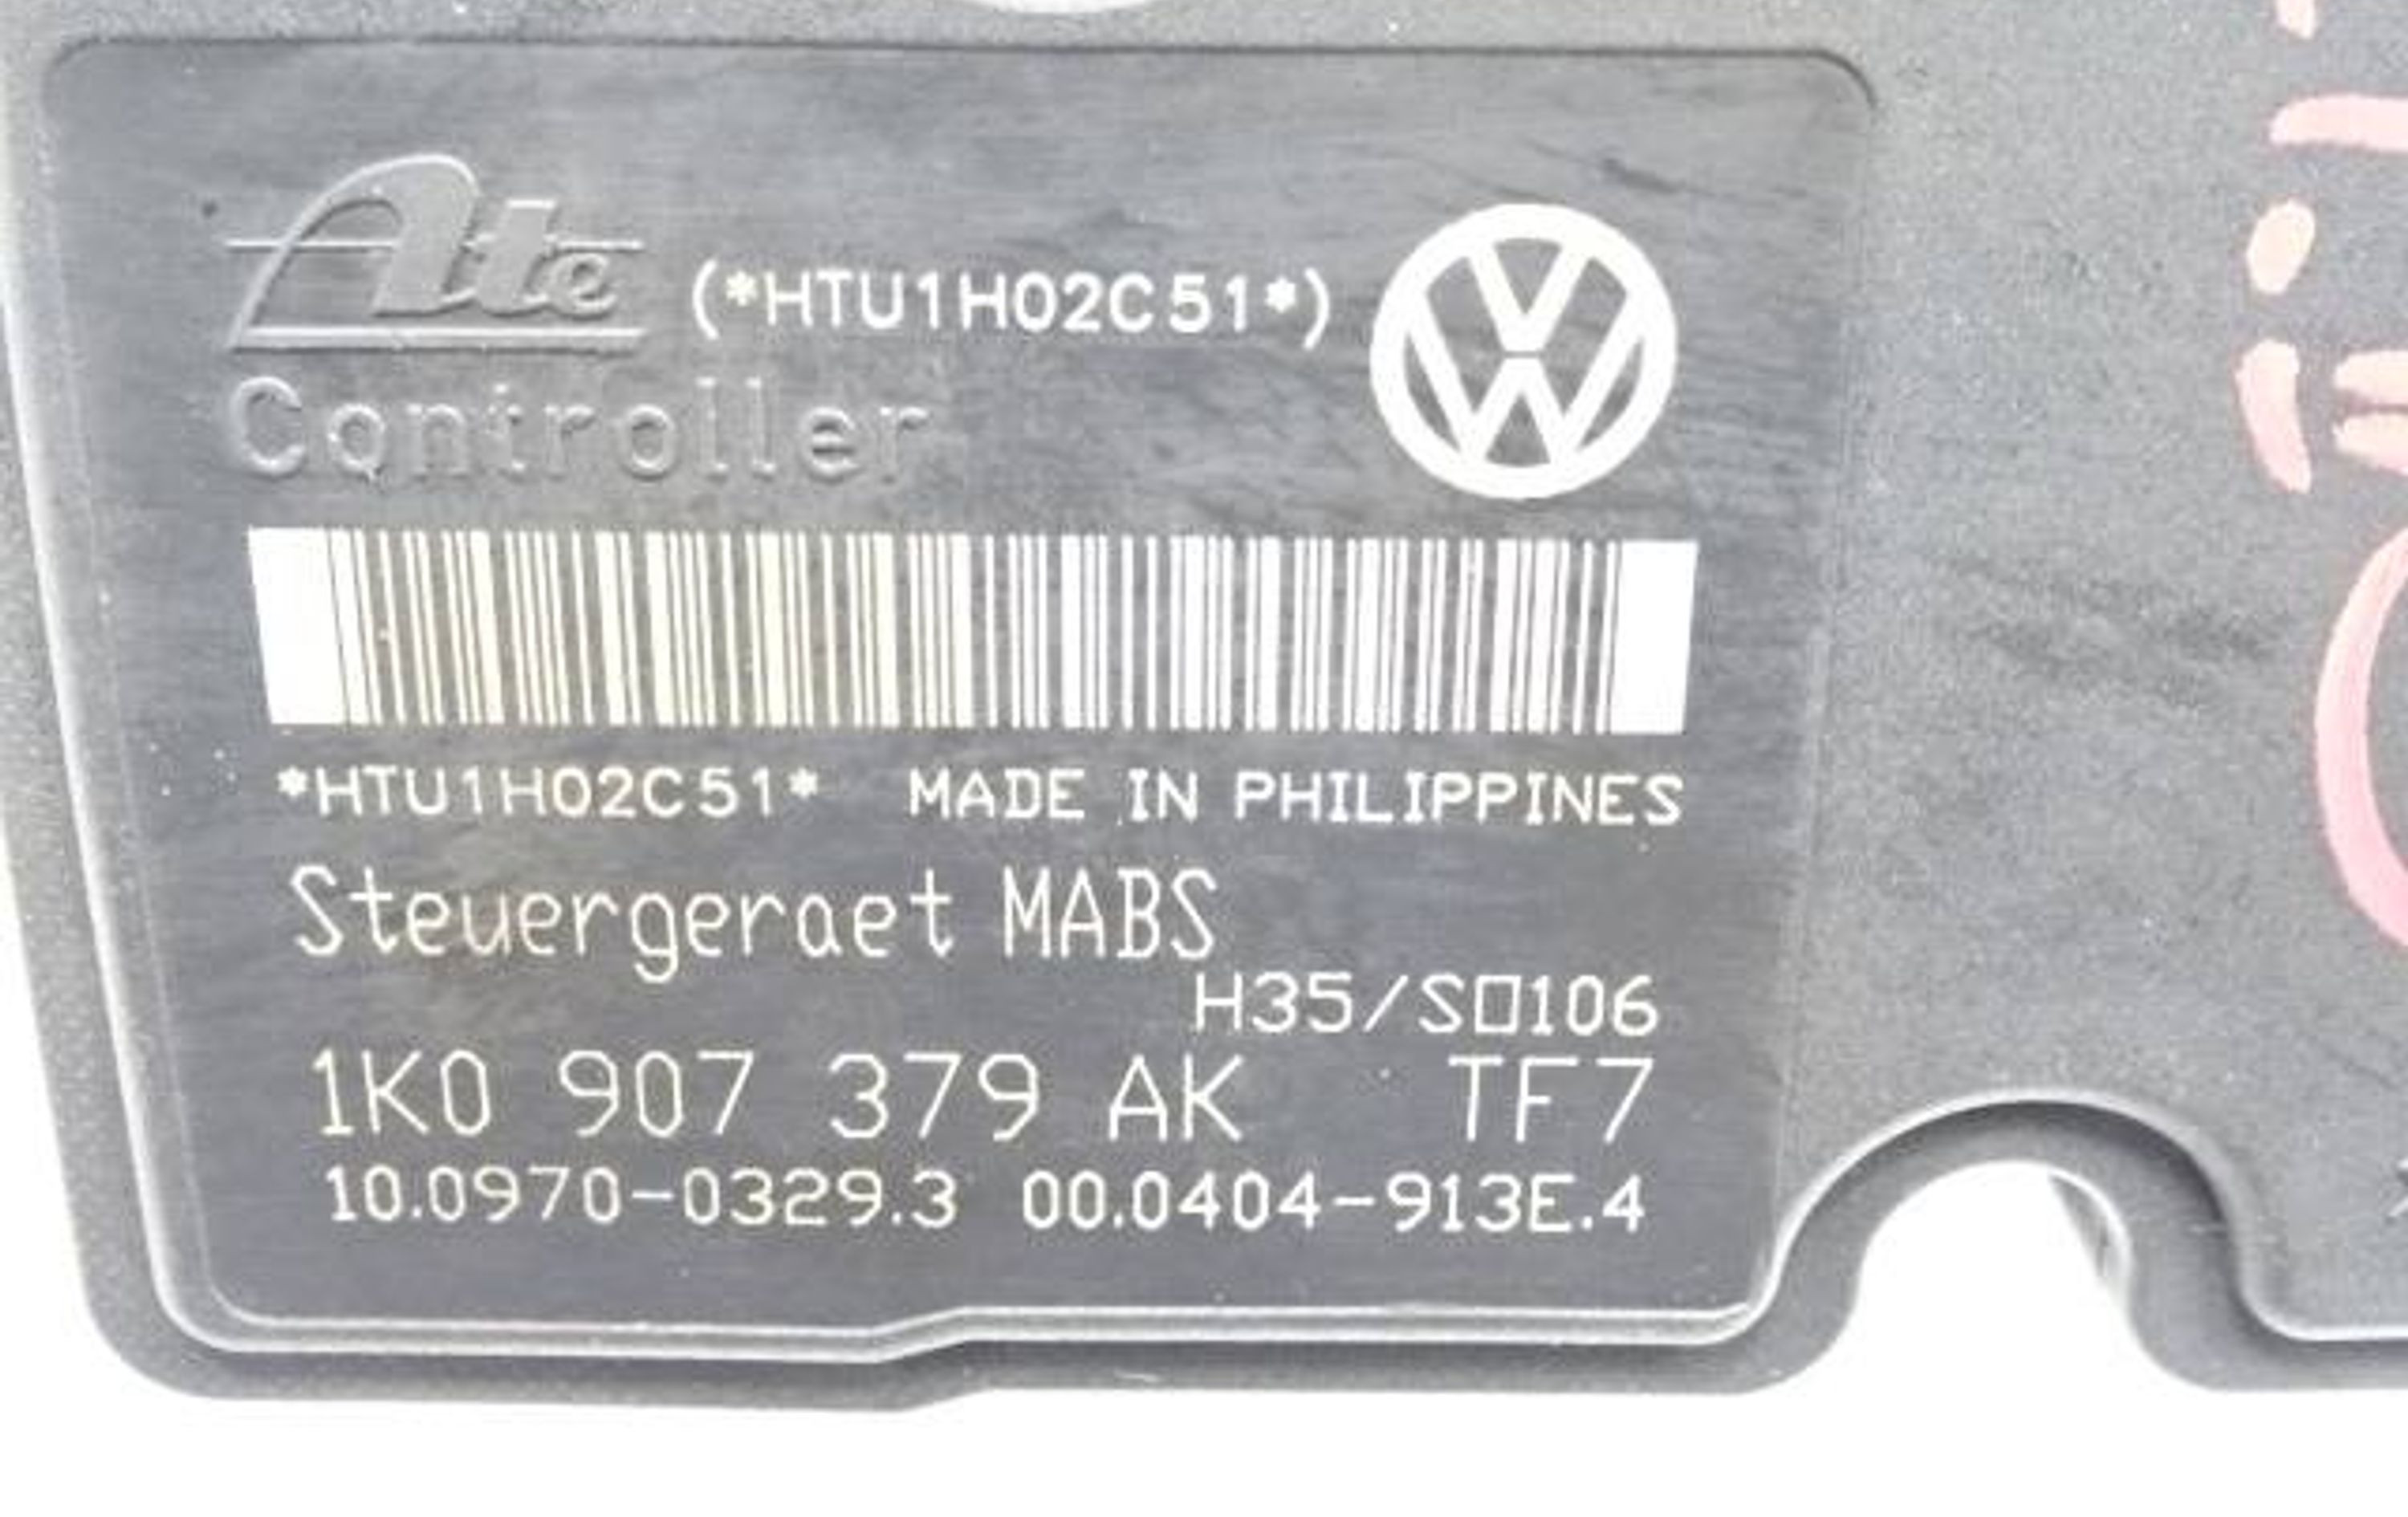 Ate (*HTU1H02C51*)
Controller
*HTU1H02C51* MADE IN PHILIPPINES
Steuergeraet MABS
H35/S□106
1K0 907 379 AK TF7
10.0970-0329.3 00.0404-913E.4